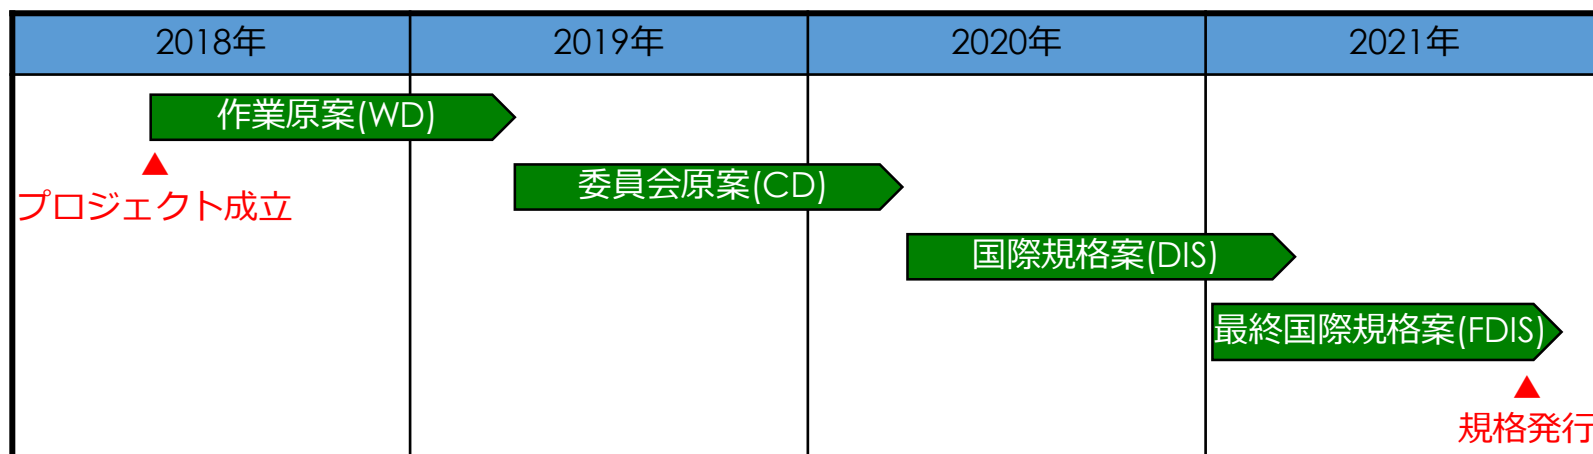 2018年
2019年
2020年
2021年
作業原案(WD)
プロジェクト成立
委員会原案(CD)
国際規格案(DIS)
最終国際規格案(FDIS)
規格発行